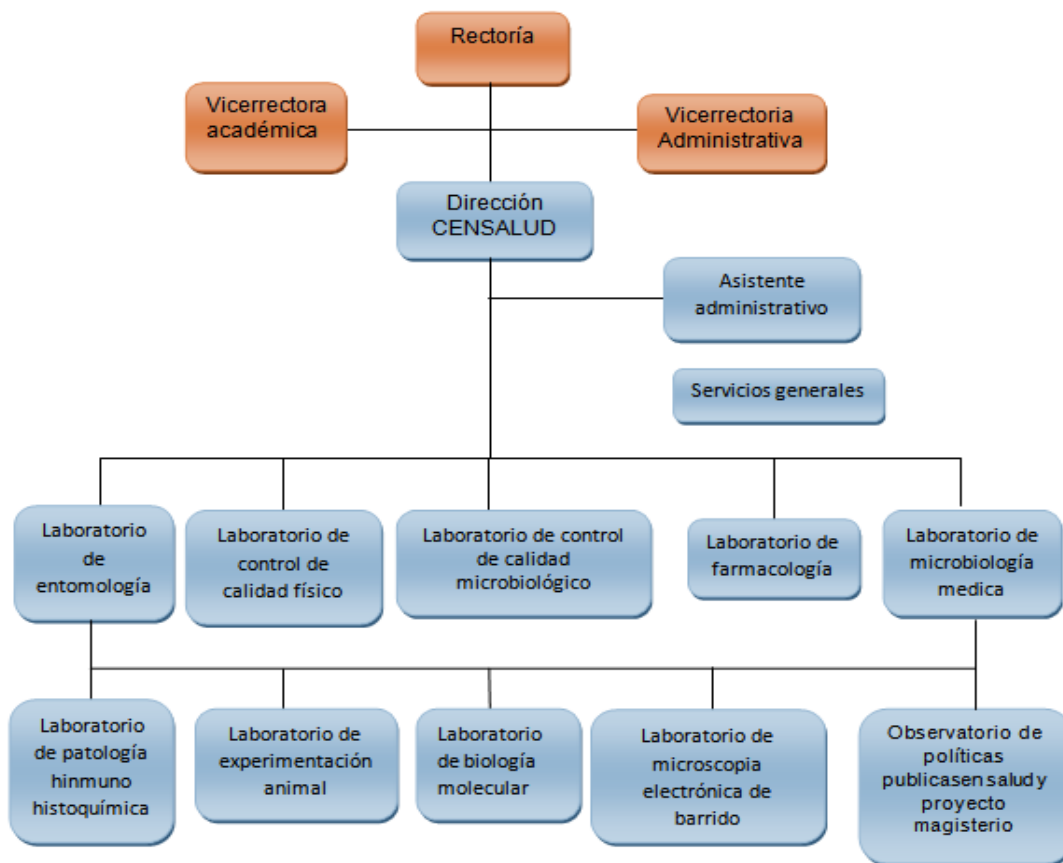 Rectoría
Vicerrectora
académica
Vicerrectoria
Administrativa
Dirección
CENSALUD
Asistente
administrativo
Servicios generales
Laboratorio
de
entomología
Laboratorio de
control de
calidad físico
Laboratorio de control
de calidad
microbiológico
Laboratorio de
farmacología
Laboratorio de
microbiología
medica
Laboratorio
de patología
hinmuno
histoquímica
Laboratorio de
experimentación
animal
Laboratorio
de biología
molecular
Laboratorio de
microscopia
electrónica de
barrido
Observatorio de
políticas
publicasen salud y
proyecto
magisterio